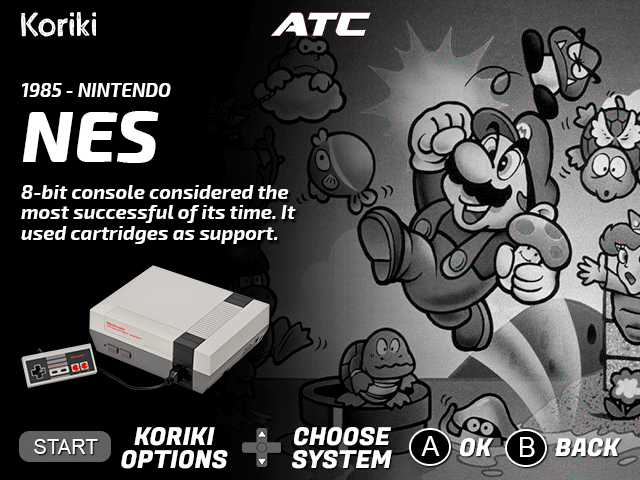 Koriki
ATC
1985 - NINTENDO
NES
8-bit console considered the
most successful of its time. It
used cartridges as support.
START
KORIKI
OPTIONS
CHOOSE
SYSTEM
A OK
B BACK